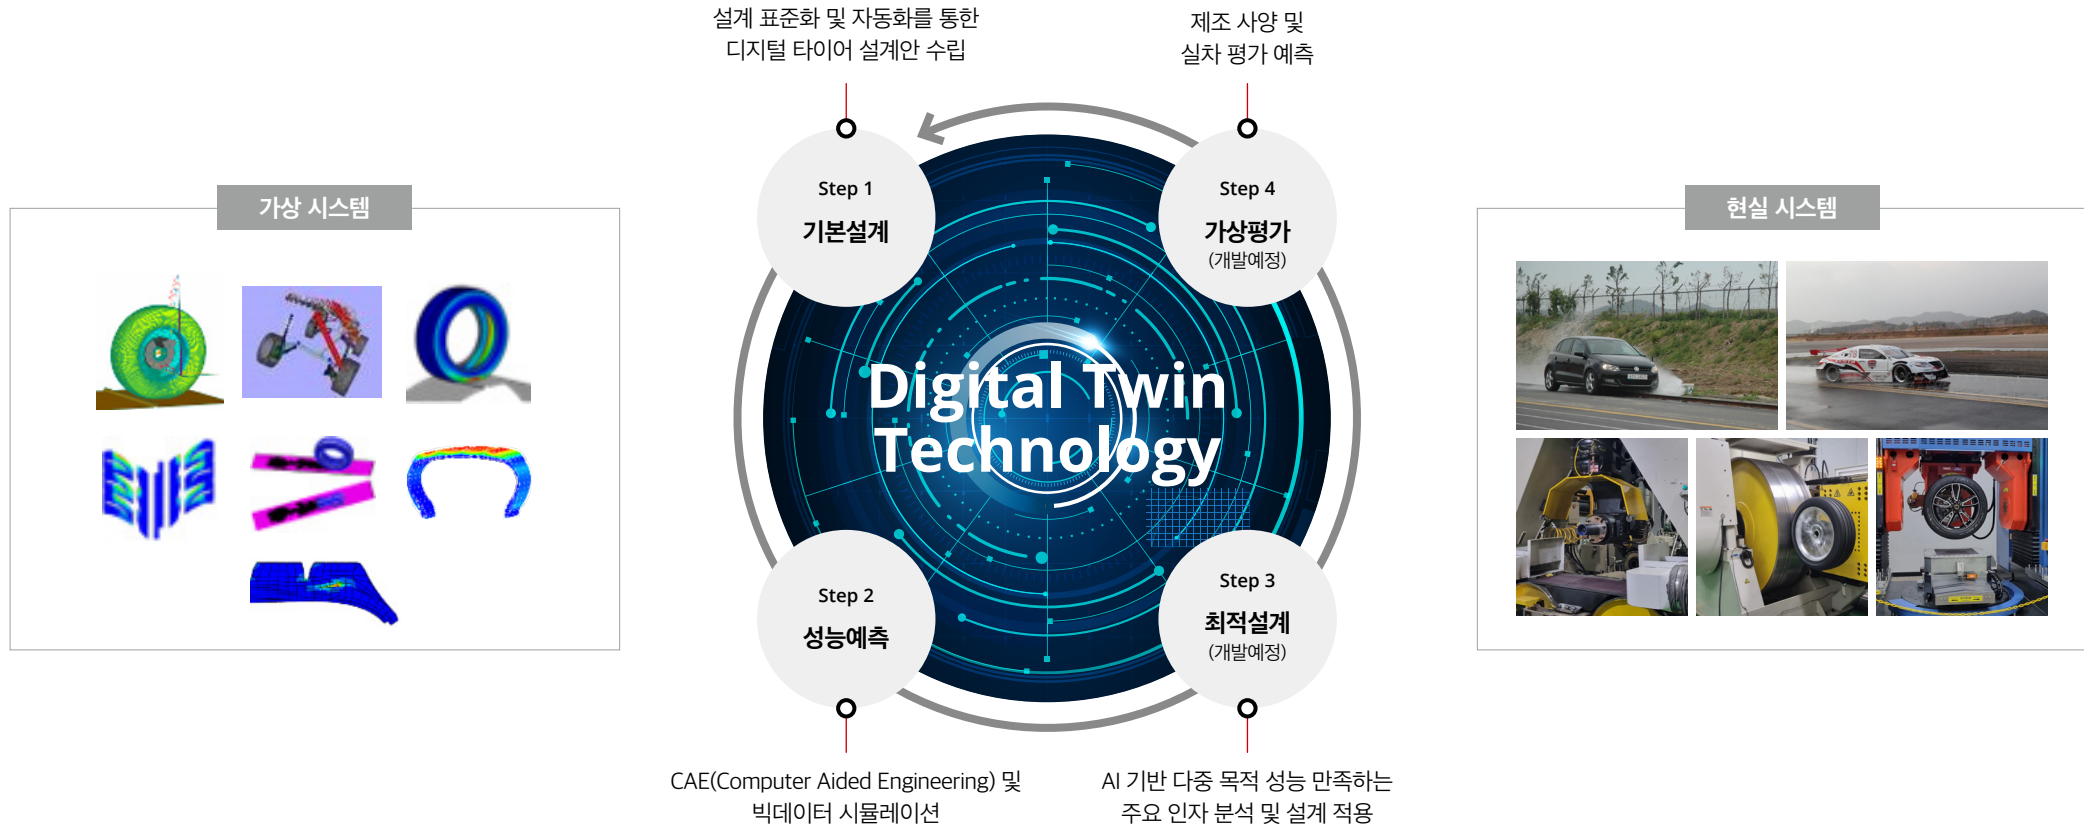 설계 표준화 및 자동화를 통한
디지털 타이어 설계안 수립
제조 사양 및
실차 평가 예측
가상 시스템
Step 1
기본설계
Step 4
가상평가
(개발예정)
현실 시스템
Digital Twin
Technology
Step 2
성능예측
Step 3
최적설계
(개발예정)
CAE(Computer Aided Engineering) 및
빅데이터 시뮬레이션
AI 기반 다중 목적 성능 만족하는
주요 인자 분석 및 설계 적용